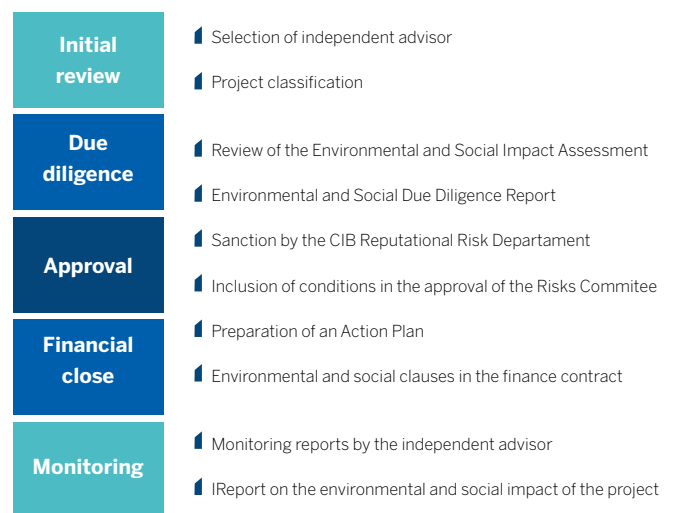 Initial
review
Selection of independent advisor
Project classification
Due
diligence
Review of the Environmental and Social Impact Assessment
Environmental and Social Due Diligence Report
Approval
Sanction by the CIB Reputational Risk Departament
Inclusion of conditions in the approval of the Risks Commitee
Financial
close
Preparation of an Action Plan
Environmental and social clauses in the finance contract
Monitoring
Monitoring reports by the independent advisor
IReport on the environmental and social impact of the project